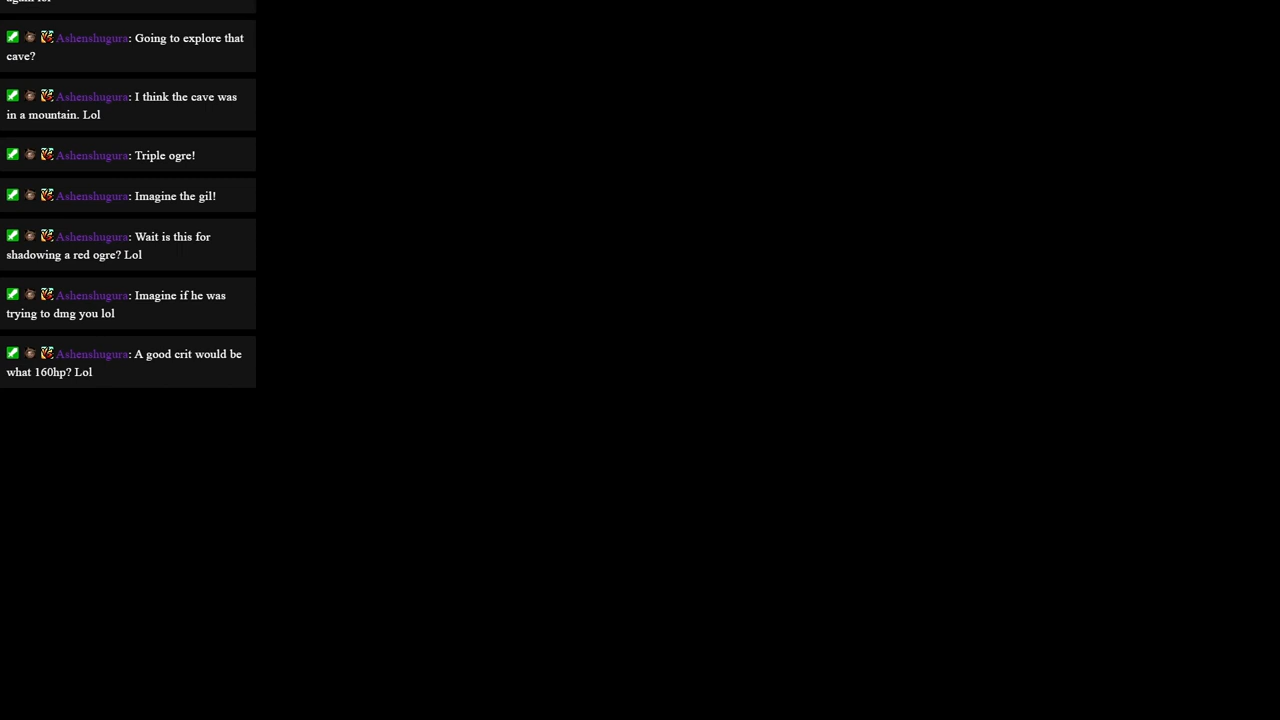 Ashenshugura: Going to explore that
cave?
Ashenshugura: I think the cave was
in a mountain. Lol
Ashenshugura: Triple ogre!
Ashenshugura: Imagine the gil!
Ashenshugura: Wait is this for
shadowing a red ogre? Lol
Ashenshugura: Imagine if he was
trying to dmg you lol
Ashenshugura: A good crit would be
what 160hp? Lol